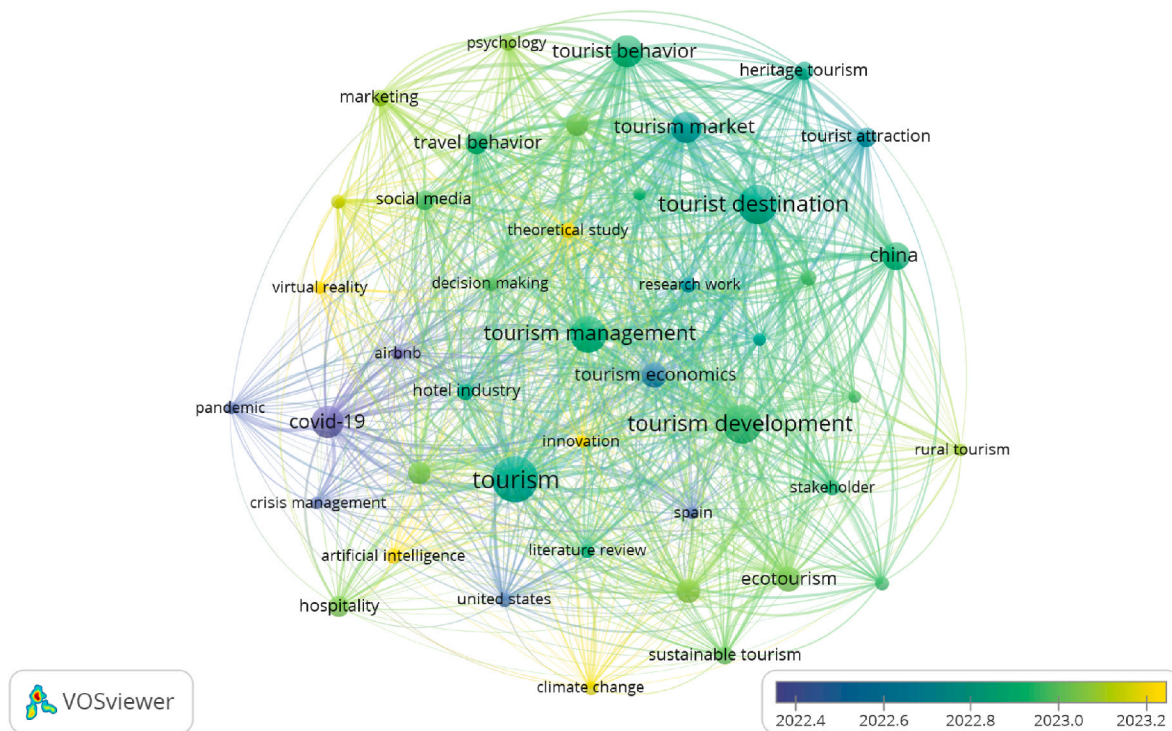 psychology
tourist behavior
heritage tourism
marketing
tourism market
tourist attraction
travel behavior
social media
tourist destination
theoretical study
china
virtual reality
decision making
research work
tourism management
airbnb
tourism economics
hotel industry
pandemic
covid-19
tourism development
innovation
rural tourism
tourism
stakeholder
crisis management
spain
artificial intelligence
literature review
ecotourism
hospitality
united states
sustainable tourism
climate change
VOSviewer
2022.4 2022.6 2022.8 2023.0 2023.2